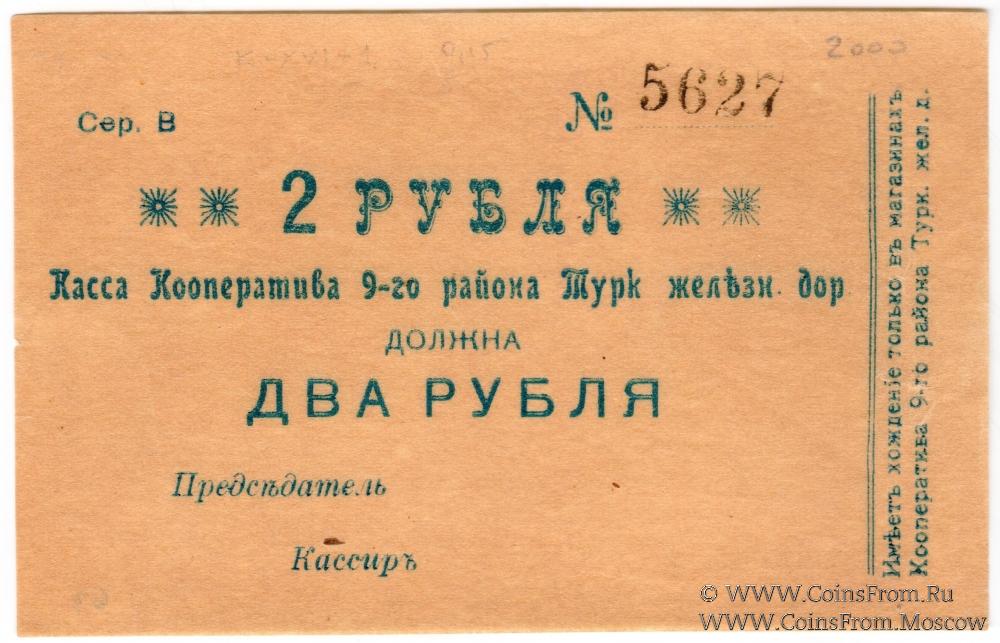 2000
Сер. В
№ 5627
2 РУБЛЯ
Касса Кооператива 9-го района Турк желѣзн. дор.
ДОЛЖНА
ДВА РУБЛЯ
Предсѣдатель
Кассиръ
Имѣетъ хожденіе только въ магазинахъ
Кооператива 9-го района Турк. жел. д.
© WWW.CoinsFrom.Ru
WWW.CoinsFrom.Moscow